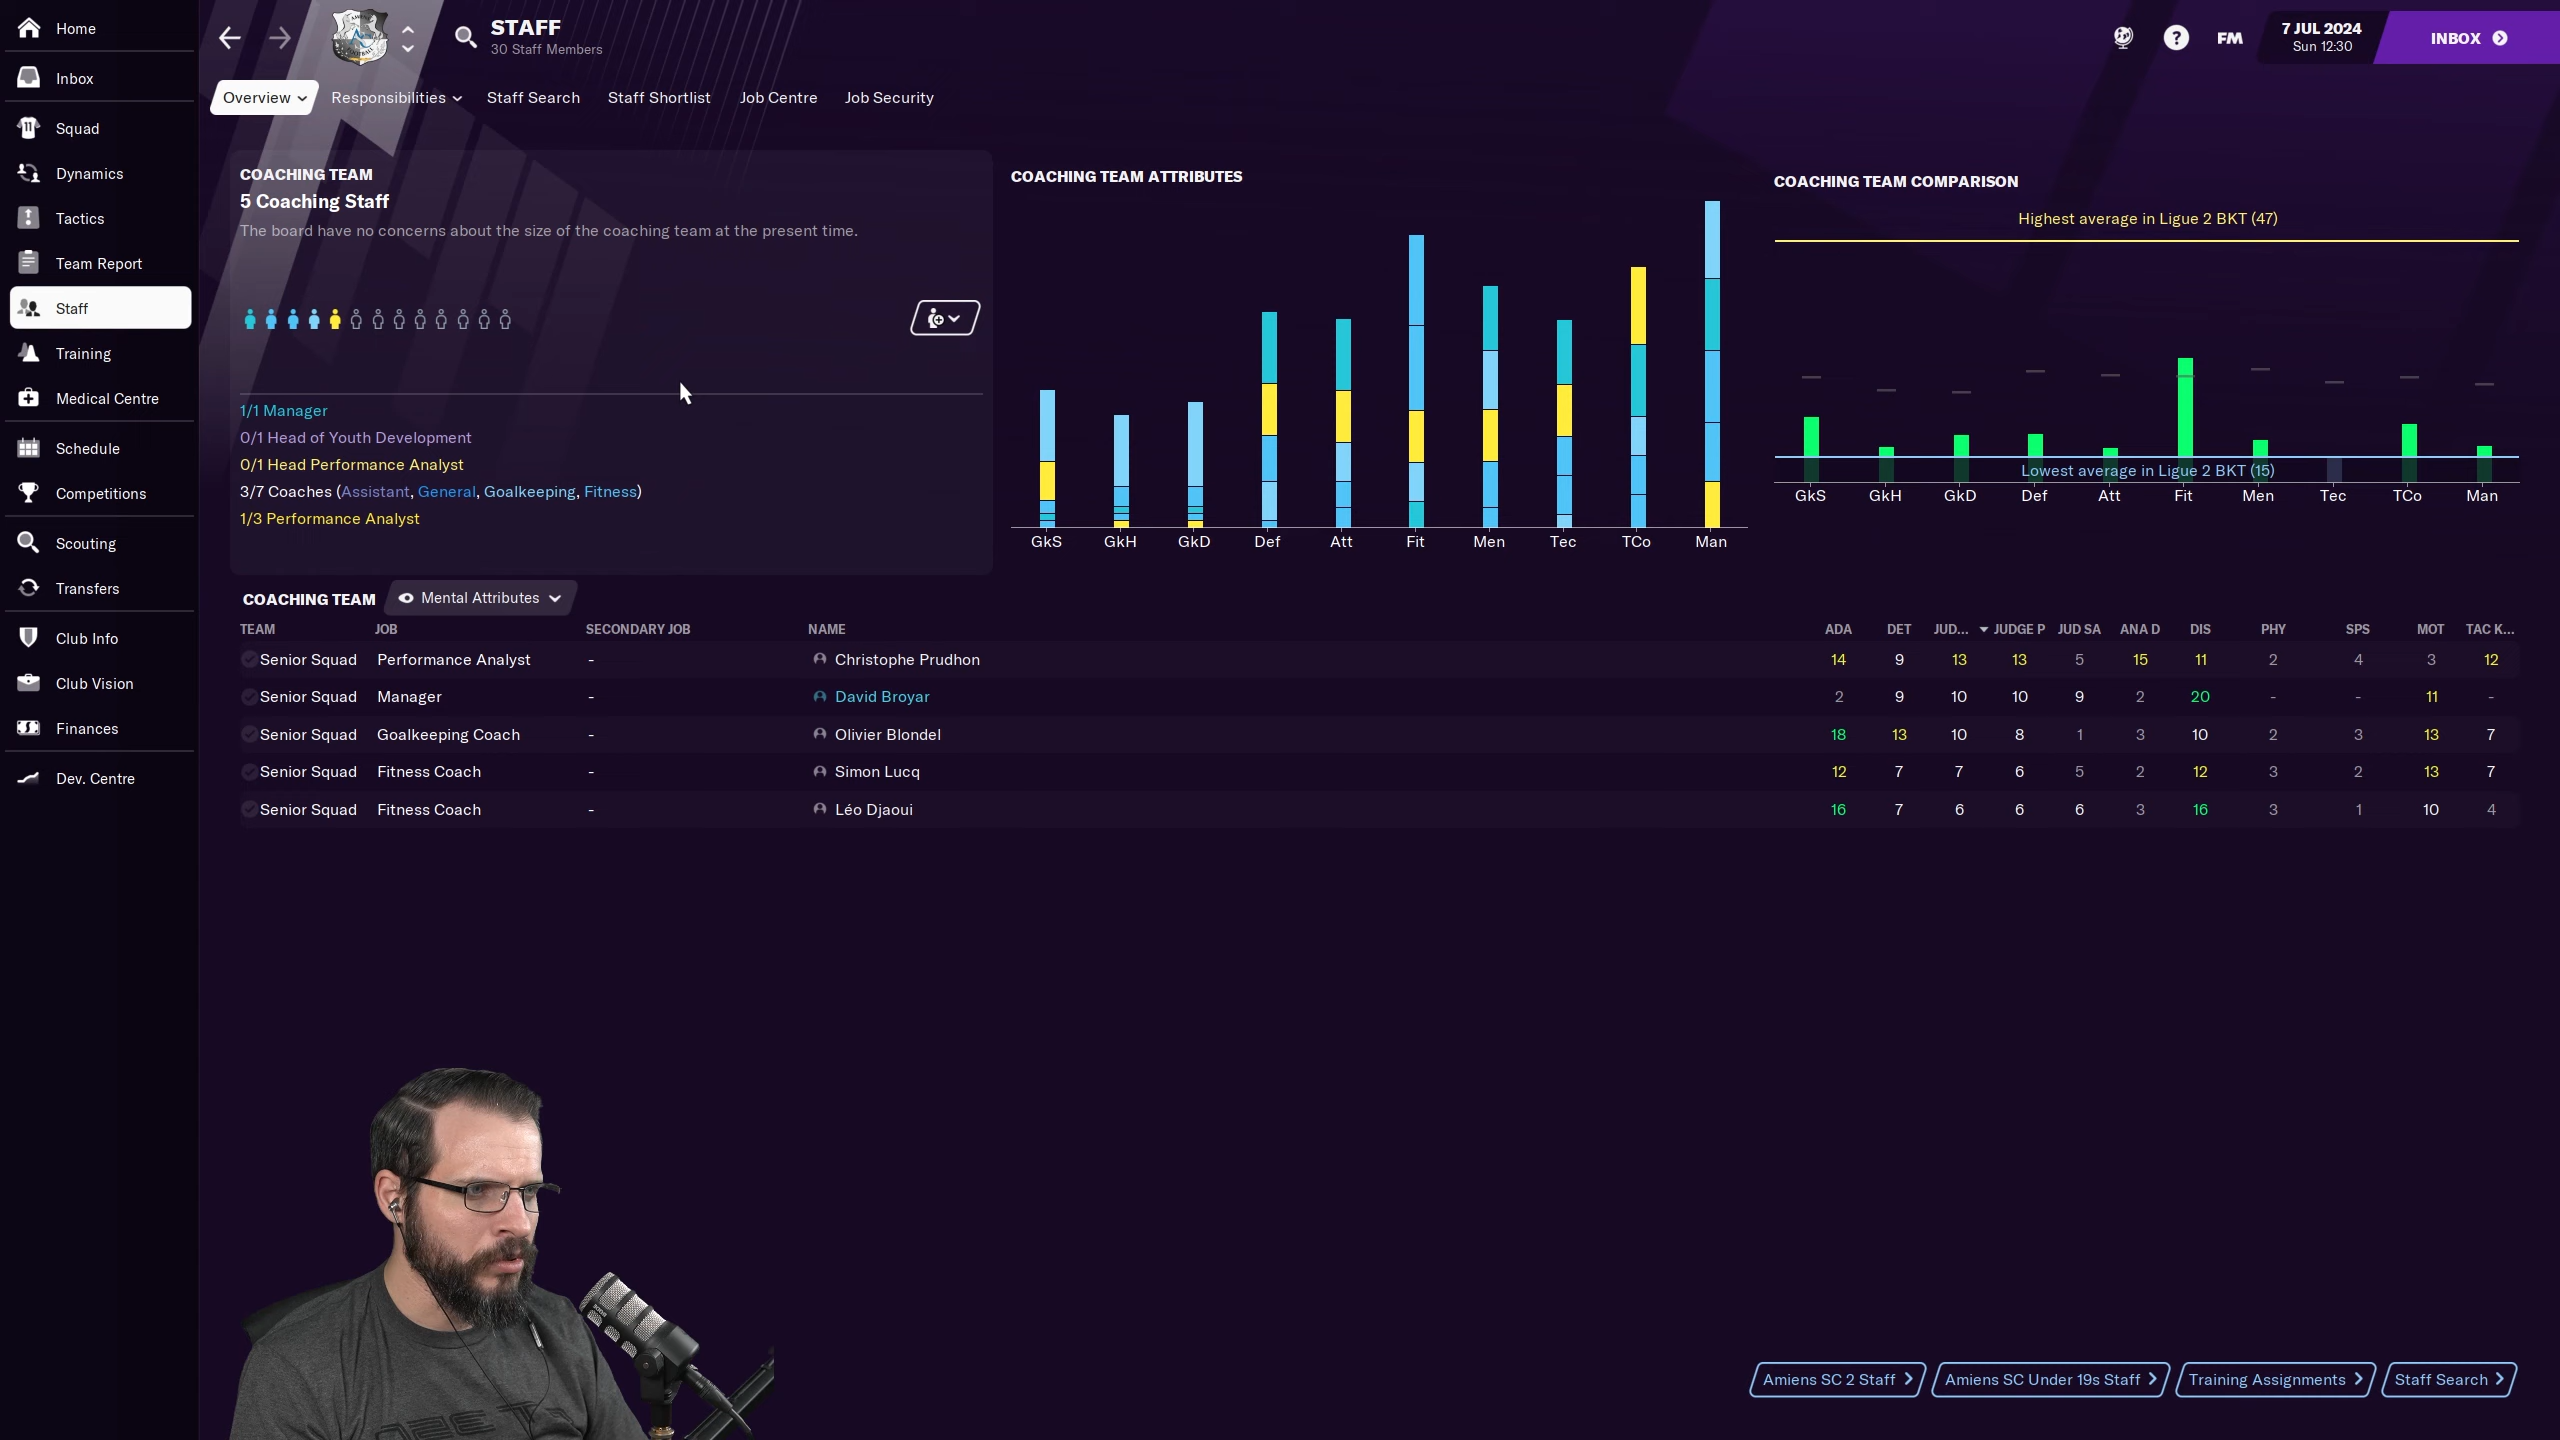 Home
Inbox
Squad
Dynamics
Tactics
Team Report
Staff
Training
Medical Centre
Schedule
Competitions
Scouting
Transfers
Club Info
Club Vision
Finances
Dev. Centre
STAFF
30 Staff Members
FM
7 JUL 2024
Sun 12:30
INBOX
Overview Responsibilities Staff Search Staff Shortlist Job Centre Job Security
COACHING TEAM
5 Coaching Staff
The board have no concerns about the size of the coaching team at the present time.
1/1 Manager
0/1 Head of Youth Development
0/1 Head Performance Analyst
3/7 Coaches (Assistant, General, Goalkeeping, Fitness)
1/3 Performance Analyst
COACHING TEAM ATTRIBUTES
GkS GkH GkD Def Att Fit Men Tec TCo Man
COACHING TEAM COMPARISON
Highest average in Ligue 2 BKT (47)
Lowest average in Ligue 2 BKT (15)
GkS GkH GkD Def Att Fit Men Tec TCo Man
COACHING TEAM Mental Attributes
TEAM JOB SECONDARY JOB NAME ADA DET JUD... JUDGE P JUD SA ANA D DIS PHY SPS MOT TAC K...
Senior Squad Performance Analyst - Christophe Prudhon 14 9 13 13 5 15 11 2 4 3 12
Senior Squad Manager - David Broyar 2 9 10 10 9 2 20 - - 11 -
Senior Squad Goalkeeping Coach - Olivier Blondel 18 13 10 8 1 3 10 2 3 13 7
Senior Squad Fitness Coach - Simon Lucq 12 7 7 6 5 2 12 3 2 13 7
Senior Squad Fitness Coach - Léo Djaoui 16 7 6 6 6 3 16 3 1 10 4
Amiens SC 2 Staff Amiens SC Under 19s Staff Training Assignments Staff Search